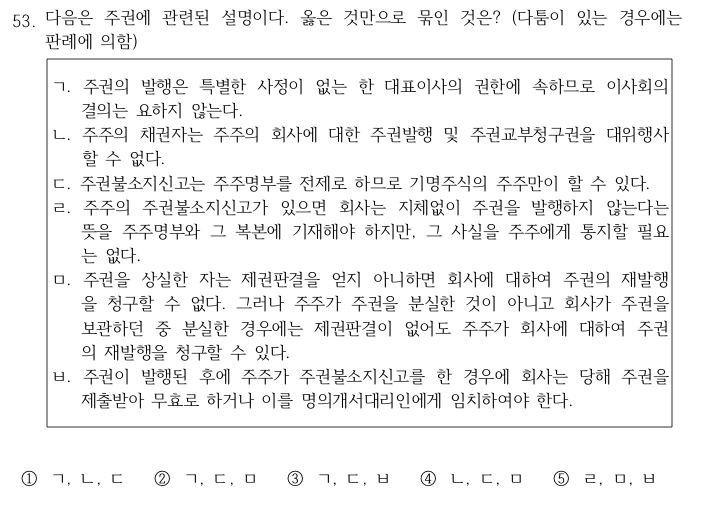 53. 다음은 주권에 관련된 설명이다. 옳은 것만으로 묶인 것은? (다툼이 있는 경우에는
판례에 의함)
ㄱ. 주권의 발행은 특별한 사정이 없는 한 대표이사의 권한에 속하므로 이사회의
결의는 요하지 않는다.
ㄴ. 주주의 채권자는 주주의 회사에 대한 주권발행 및 주권교부청구권을 대위행사
할 수 없다.
ㄷ. 주권불소지신고는 주주명부를 전제로 하므로 기명주식의 주주만이 할 수 있다.
ㄹ. 주주의 주권불소지신고가 있으면 회사는 지체없이 주권을 발행하지 않는다는
뜻을 주주명부와 그 복본에 기재해야 하지만, 그 사실을 주주에게 통지할 필요
는 없다.
ㅁ. 주권을 상실한 자는 제권판결을 얻지 아니하면 회사에 대하여 주권의 재발행
을 청구할 수 없다. 그러나 주주가 주권을 분실한 것이 아니고 회사가 주권을
보관하던 중 분실한 경우에는 제권판결이 없어도 주주가 회사에 대하여 주권
의 재발행을 청구할 수 있다.
ㅂ. 주권이 발행된 후에 주주가 주권불소지신고를 한 경우에 회사는 당해 주권을
제출받아 무효로 하거나 이를 명의개서대리인에게 임치하여야 한다.
① ㄱ, ㄴ, ㄷ ② ㄱ, ㄷ, ㅁ ③ ㄱ, ㄷ, ㅂ ④ ㄴ, ㄷ, ㅁ ⑤ ㄹ, ㅁ, ㅂ